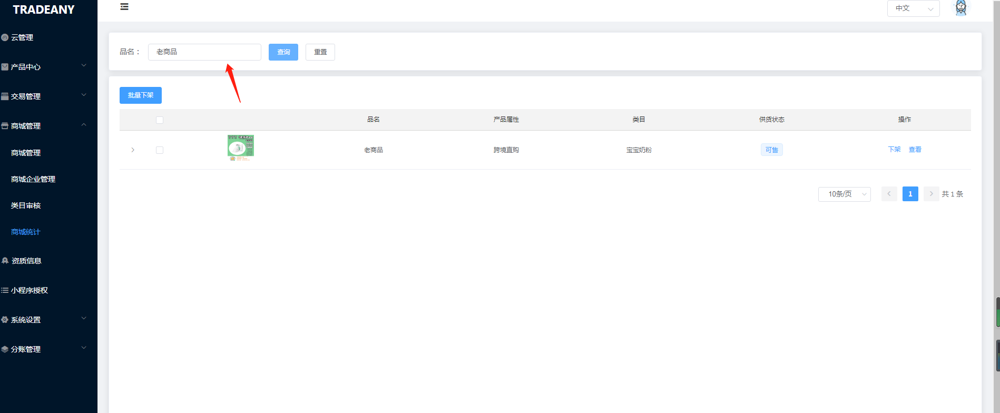 TRADEANY
中文
云管理
产品中心
交易管理
商城管理
商城管理
商城企业管理
类目审核
商城统计
资质信息
小程序授权
系统设置
分账管理
品名： 老商品 查询 重置
批量下架
品名 产品属性 类目 供货状态 操作
老商品 跨境直购 宝宝奶粉 可售 下架 查看
10条/页 1 共 1 条